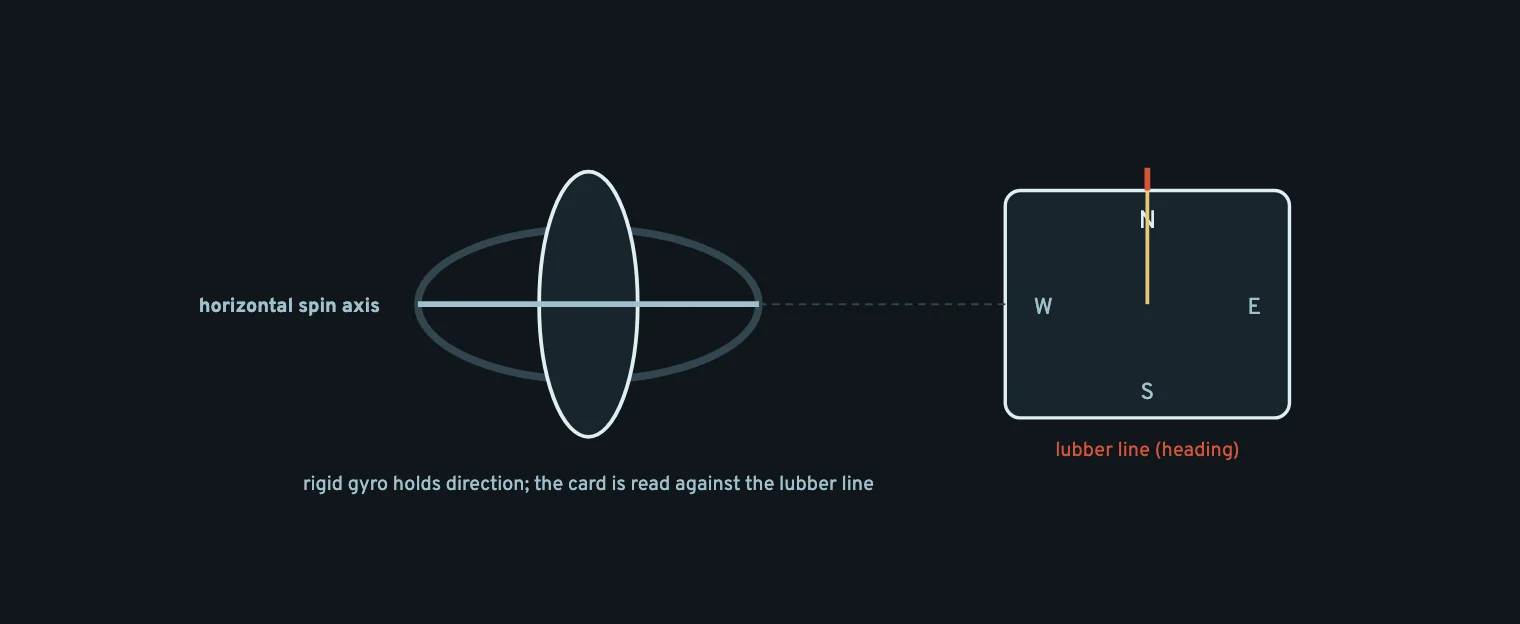 N
horizontal spin axis
W
E
S
lubber line (heading)
rigid gyro holds direction; the card is read against the lubber line